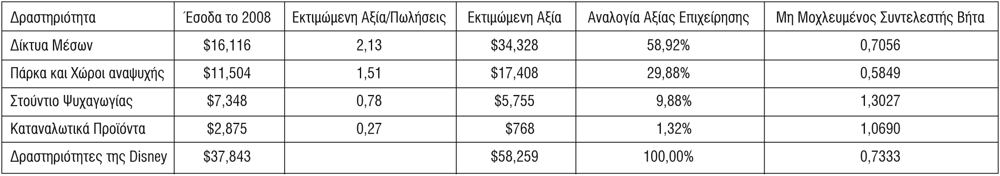 Δραστηριότητα Έσοδα το 2008 Εκτιμώμενη Αξία/Πωλήσεις Εκτιμώμενη Αξία Αναλογία Αξίας Επιχείρησης Μη Μοχλευμένος Συντελεστής Βήτα
Δίκτυα Μέσων $16,116 2,13 $34,328 58,92% 0,7056
Πάρκα και Χώροι αναψυχής $11,504 1,51 $17,408 29,88% 0,5849
Στούντιο Ψυχαγωγίας $7,348 0,78 $5,755 9,88% 1,3027
Καταναλωτικά Προϊόντα $2,875 0,27 $768 1,32% 1,0690
Δραστηριότητες της Disney $37,843 $58,259 100,00% 0,7333